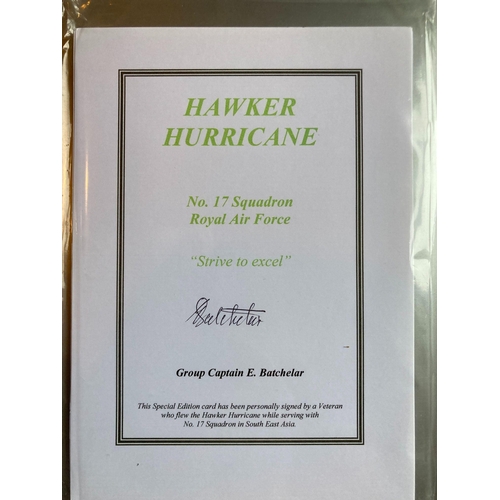 HAWKER
HURRICANE
No. 17 Squadron
Royal Air Force
"Strive to excel"
Batchelar
Group Captain E. Batchelar
This Special Edition card has been personally signed by a Veteran
who flew the Hawker Hurricane while serving with
No. 17 Squadron in South East Asia.